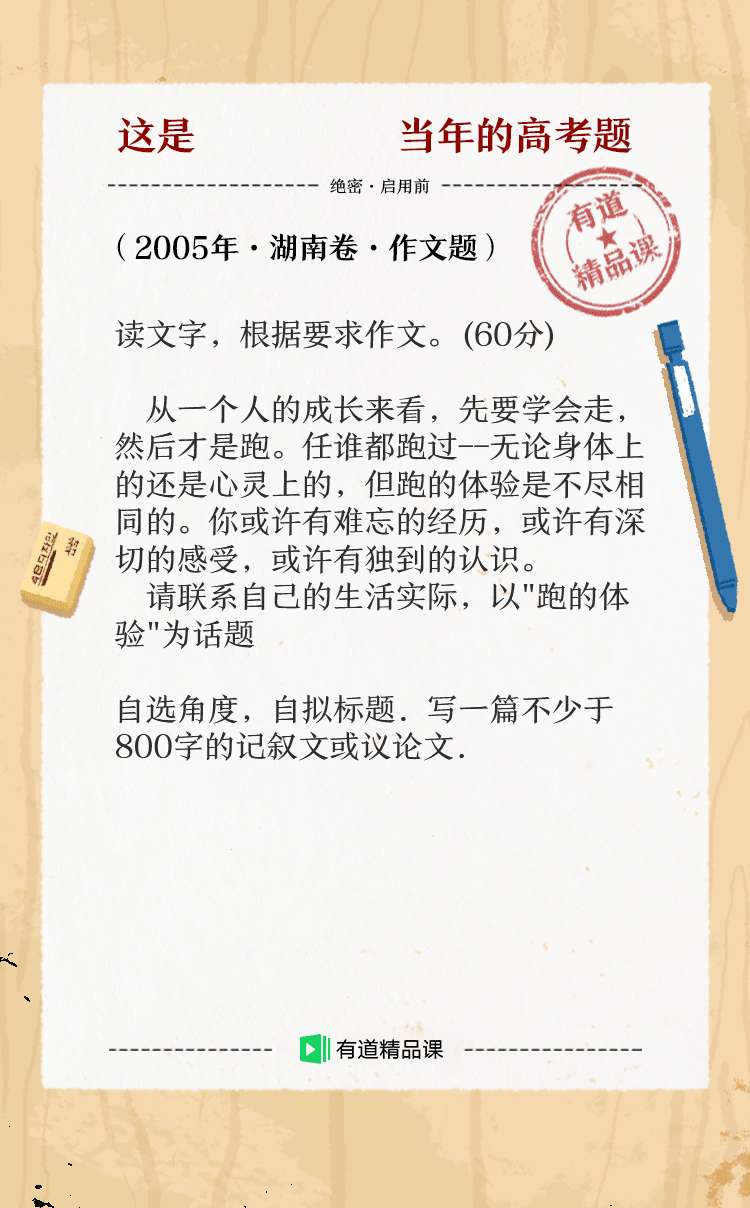 这是 当年的高考题
绝密·启用前
有道
精品课
（2005年·湖南卷·作文题）
读文字，根据要求作文。(60分)
从一个人的成长来看，先要学会走，
然后才是跑。任谁都跑过--无论身体上
的还是心灵上的，但跑的体验是不尽相
同的。你或许有难忘的经历，或许有深
切的感受，或许有独到的认识。
请联系自己的生活实际，以"跑的体
验"为话题
自选角度，自拟标题．写一篇不少于
800字的记叙文或议论文．
有道精品课